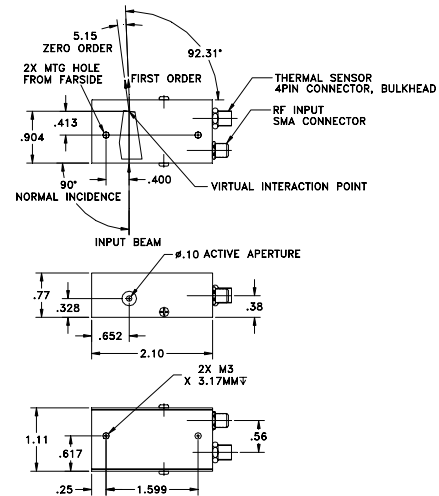 5.15
ZERO ORDER
92.31°
2X MTG HOLE
FROM FARSIDE
FIRST ORDER
THERMAL SENSOR
4PIN CONNECTOR, BULKHEAD
RF INPUT
SMA CONNECTOR
.413
.904
90°
NORMAL INCIDENCE
.400
VIRTUAL INTERACTION POINT
INPUT BEAM
ø.10 ACTIVE APERTURE
.77
.328
.38
.652
2.10
2X M3
X 3.17MM↧
1.11
.617
.56
.25
1.599